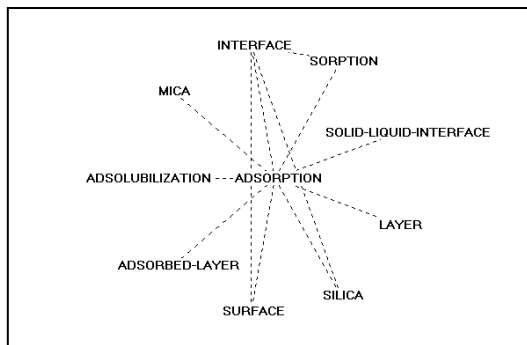 INTERFACE
SORPTION
MICA
SOLID-LIQUID-INTERFACE
ADSOLUBILIZATION
ADSORPTION
LAYER
ADSORBED-LAYER
SILICA
SURFACE